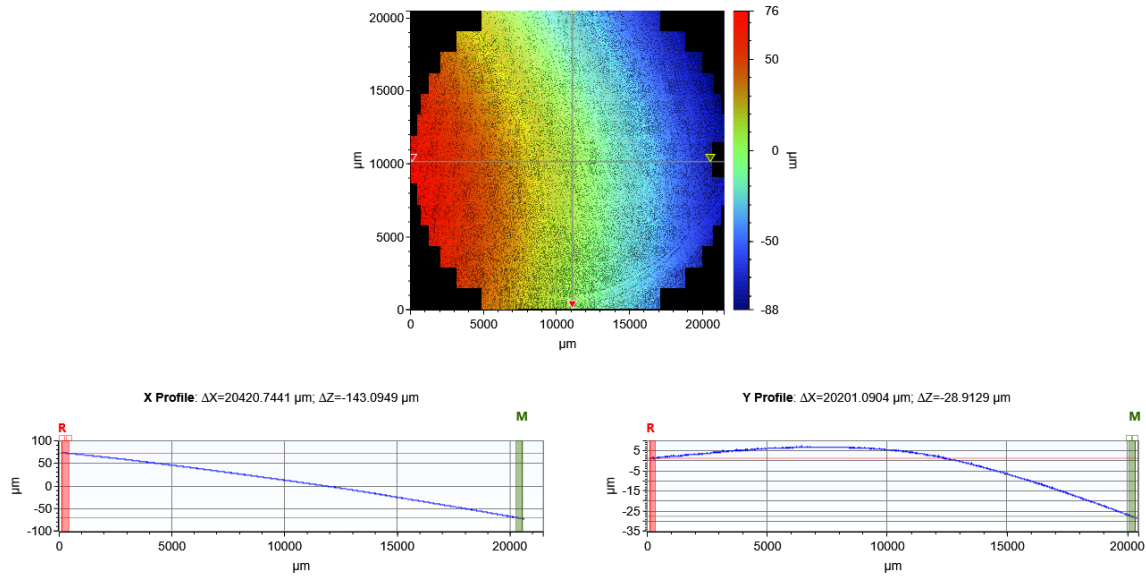 20000
15000
10000
5000
0
µm
0 5000 10000 15000 20000
µm
76
50
0
-50
-88
µm
X Profile: ΔX=20420.7441 µm; ΔZ=-143.0949 µm
R
M
100
50
0
-50
-100
µm
0 5000 10000 15000 20000
µm
Y Profile: ΔX=20201.0904 µm; ΔZ=-28.9129 µm
R
M
5
-5
-15
-25
-35
µm
0 5000 10000 15000 20000
µm